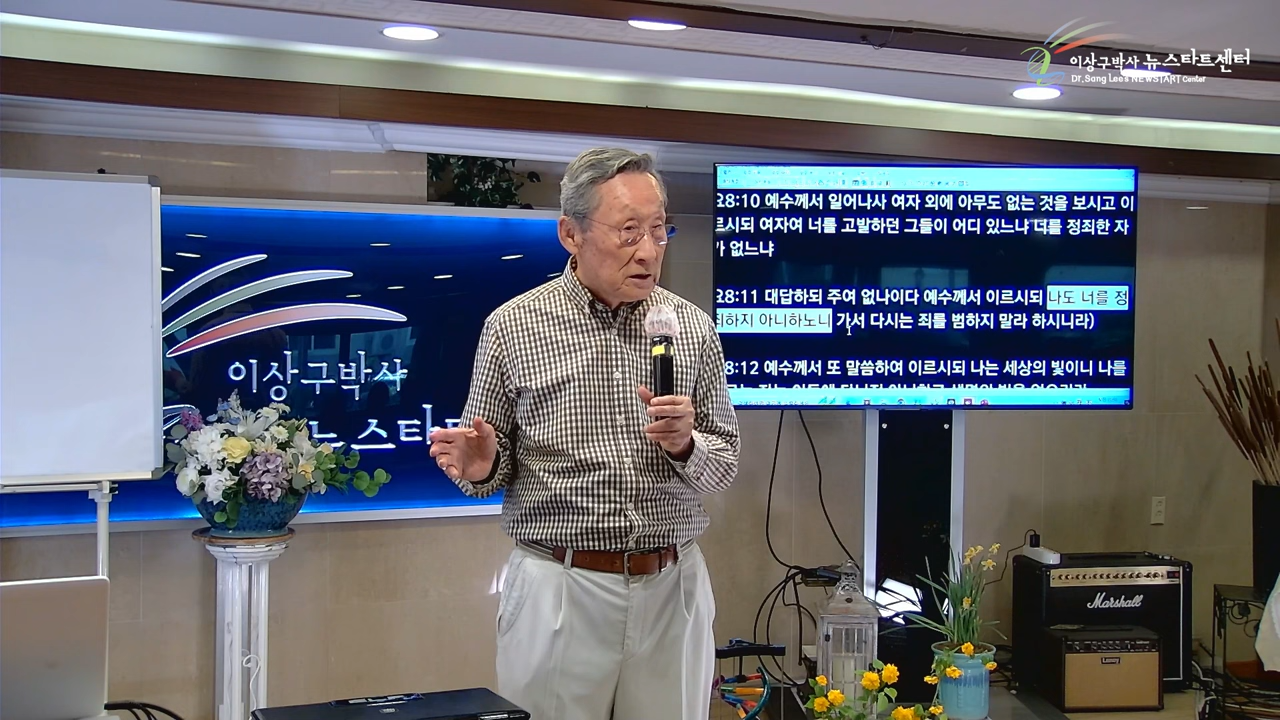 이상구박사 뉴스타트센터
Dr.Sang Lee's NEWSTART Center
28:10 예수께서 일어나사 여자 외에 아무도 없는 것을 보시고 이
르시되 여자여 너를 고발하던 그들이 어디 있느냐 너를 정죄한 자
가 없느냐
28:11 대답하되 주여 없나이다 예수께서 이르시되 나도 너를 정
죄하지 아니하노니 가서 다시는 죄를 범하지 말라 하시니라)
8:12 예수께서 또 말씀하여 이르시되 나는 세상의 빛이니 나를
이상구박사
뉴스타
Marshall
Laney